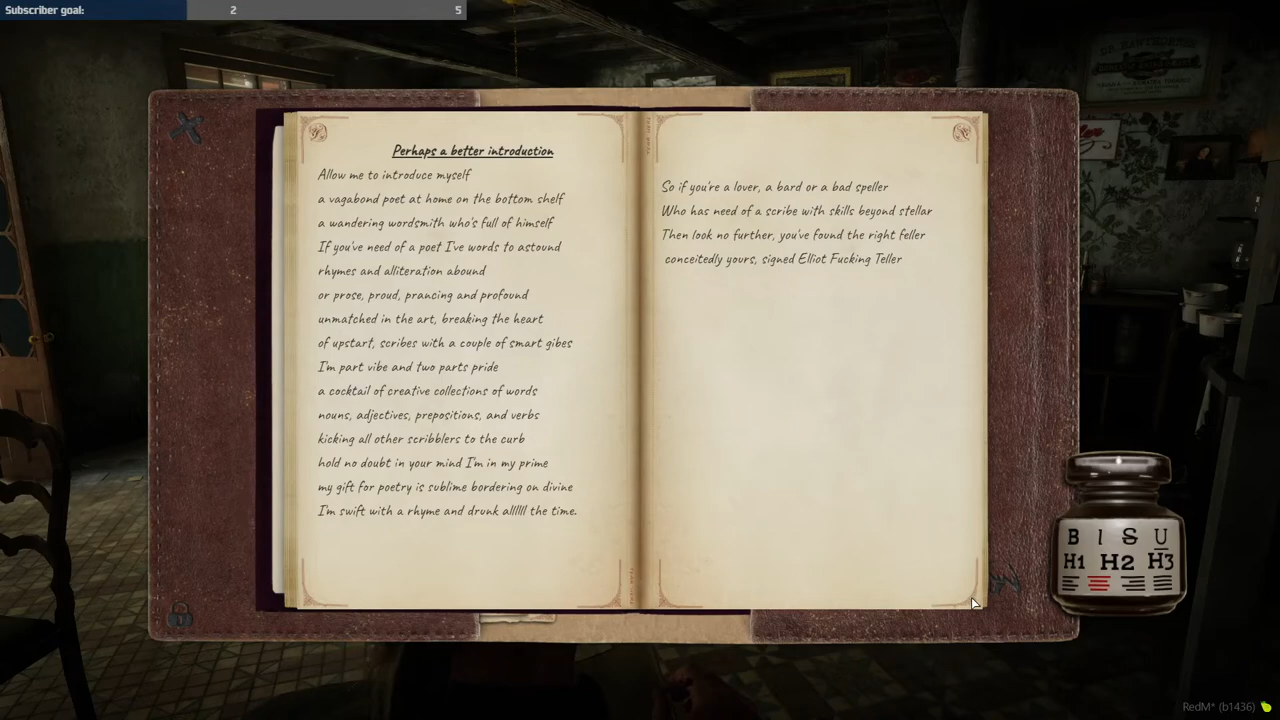 Subscriber goal: 2 5
Perhaps a better introduction
Allow me to introduce myself
a vagabond poet at home on the bottom shelf
a wandering wordsmith who's full of himself
If you've need of a poet I've words to astound
rhymes and alliteration abound
or prose, proud, prancing and profound
unmatched in the art, breaking the heart
of upstart, scribes with a couple of smart gibes
I'm part vibe and two parts pride
a cocktail of creative collections of words
nouns, adjectives, prepositions, and verbs
kicking all other scribblers to the curb
hold no doubt in your mind I'm in my prime
my gift for poetry is sublime bordering on divine
I'm swift with a rhyme and drunk allllll the time.
So if you're a lover, a bard or a bad speller
Who has need of a scribe with skills beyond stellar
Then look no further, you've found the right feller
conceitedly yours, signed Elliot Fucking Teller
B I S U
H1 H2 H3
RedM* (b1436)